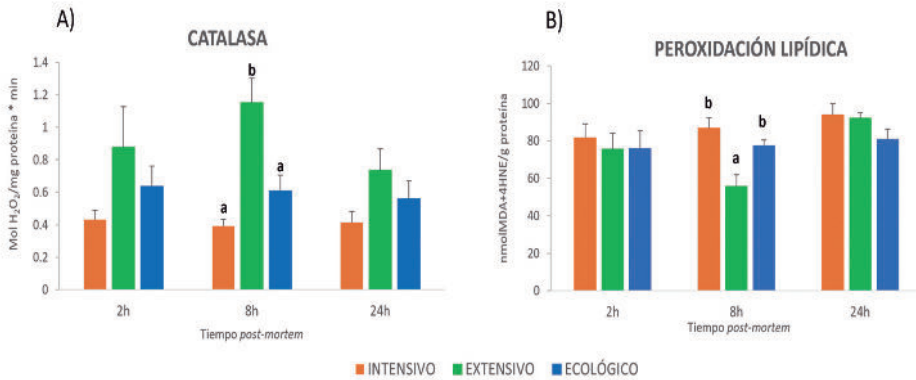 A)
CATALASA
Mol H₂O₂/mg proteína * min
1.4
1.2
1
0.8
0.6
0.4
0.2
0
a
b
a
2h
8h
24h
Tiempo post-mortem
B)
PEROXIDACIÓN LIPÍDICA
nmolMDA+4HNE/g proteína
120
100
80
60
40
20
0
b
a
b
2h
8h
24h
Tiempo post-mortem
INTENSIVO
EXTENSIVO
ECOLÓGICO